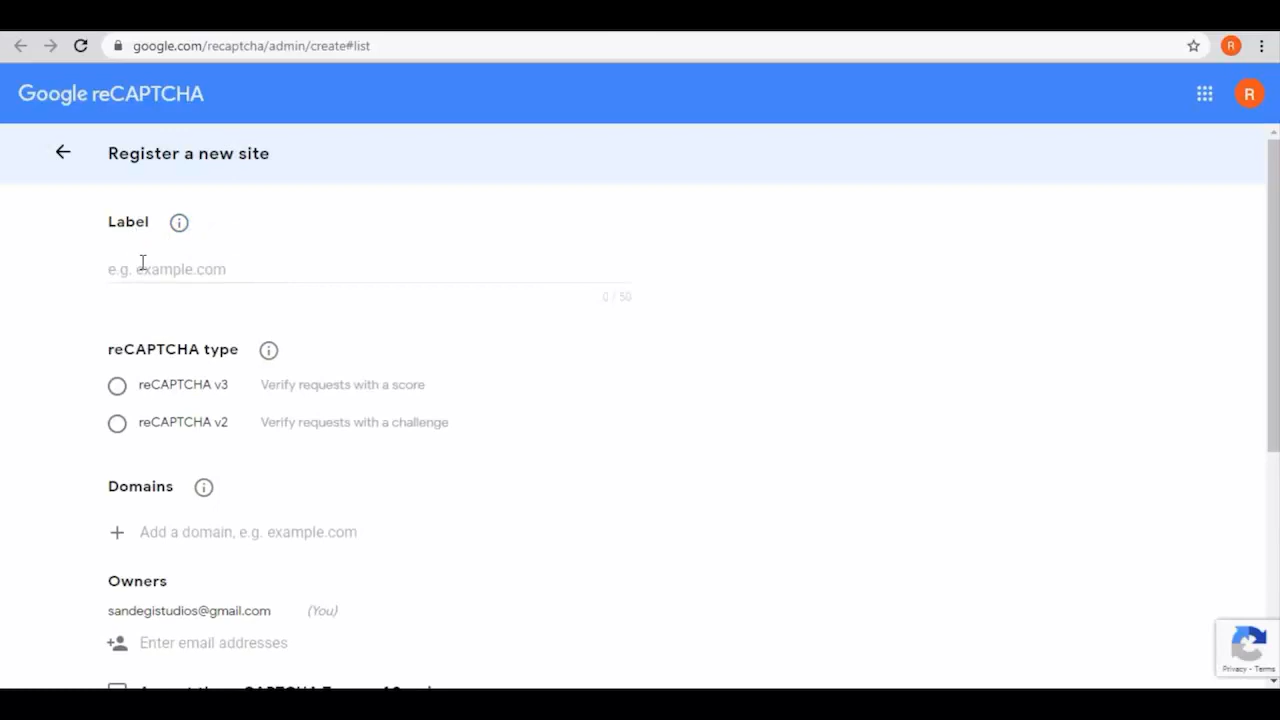 google.com/recaptcha/admin/create#list
R
Google reCAPTCHA
R
Register a new site
Label
e.g. example.com
0 / 50
reCAPTCHA type
reCAPTCHA v3 Verify requests with a score
reCAPTCHA v2 Verify requests with a challenge
Domains
Add a domain, e.g. example.com
Owners
sandegistudios@gmail.com (You)
Enter email addresses
Privacy - Terms